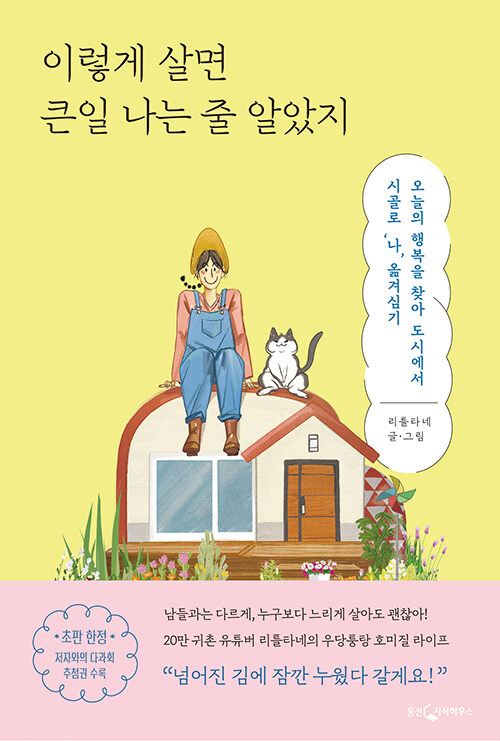 이렇게 살면
큰일 나는 줄 알았지
오늘의 행복을 찾아 도시에서
시골로 ‘나’ 옮겨심기
리틀타네
글·그림
남들과는 다르게, 누구보다 느리게 살아도 괜찮아!
20만 귀촌 유튜버 리틀타네의 우당퉁탕 호미질 라이프
“넘어진 김에 잠깐 누웠다 갈게요!”
*초판 한정*
저자와의 다과회
추첨권 수록
웅진지식하우스